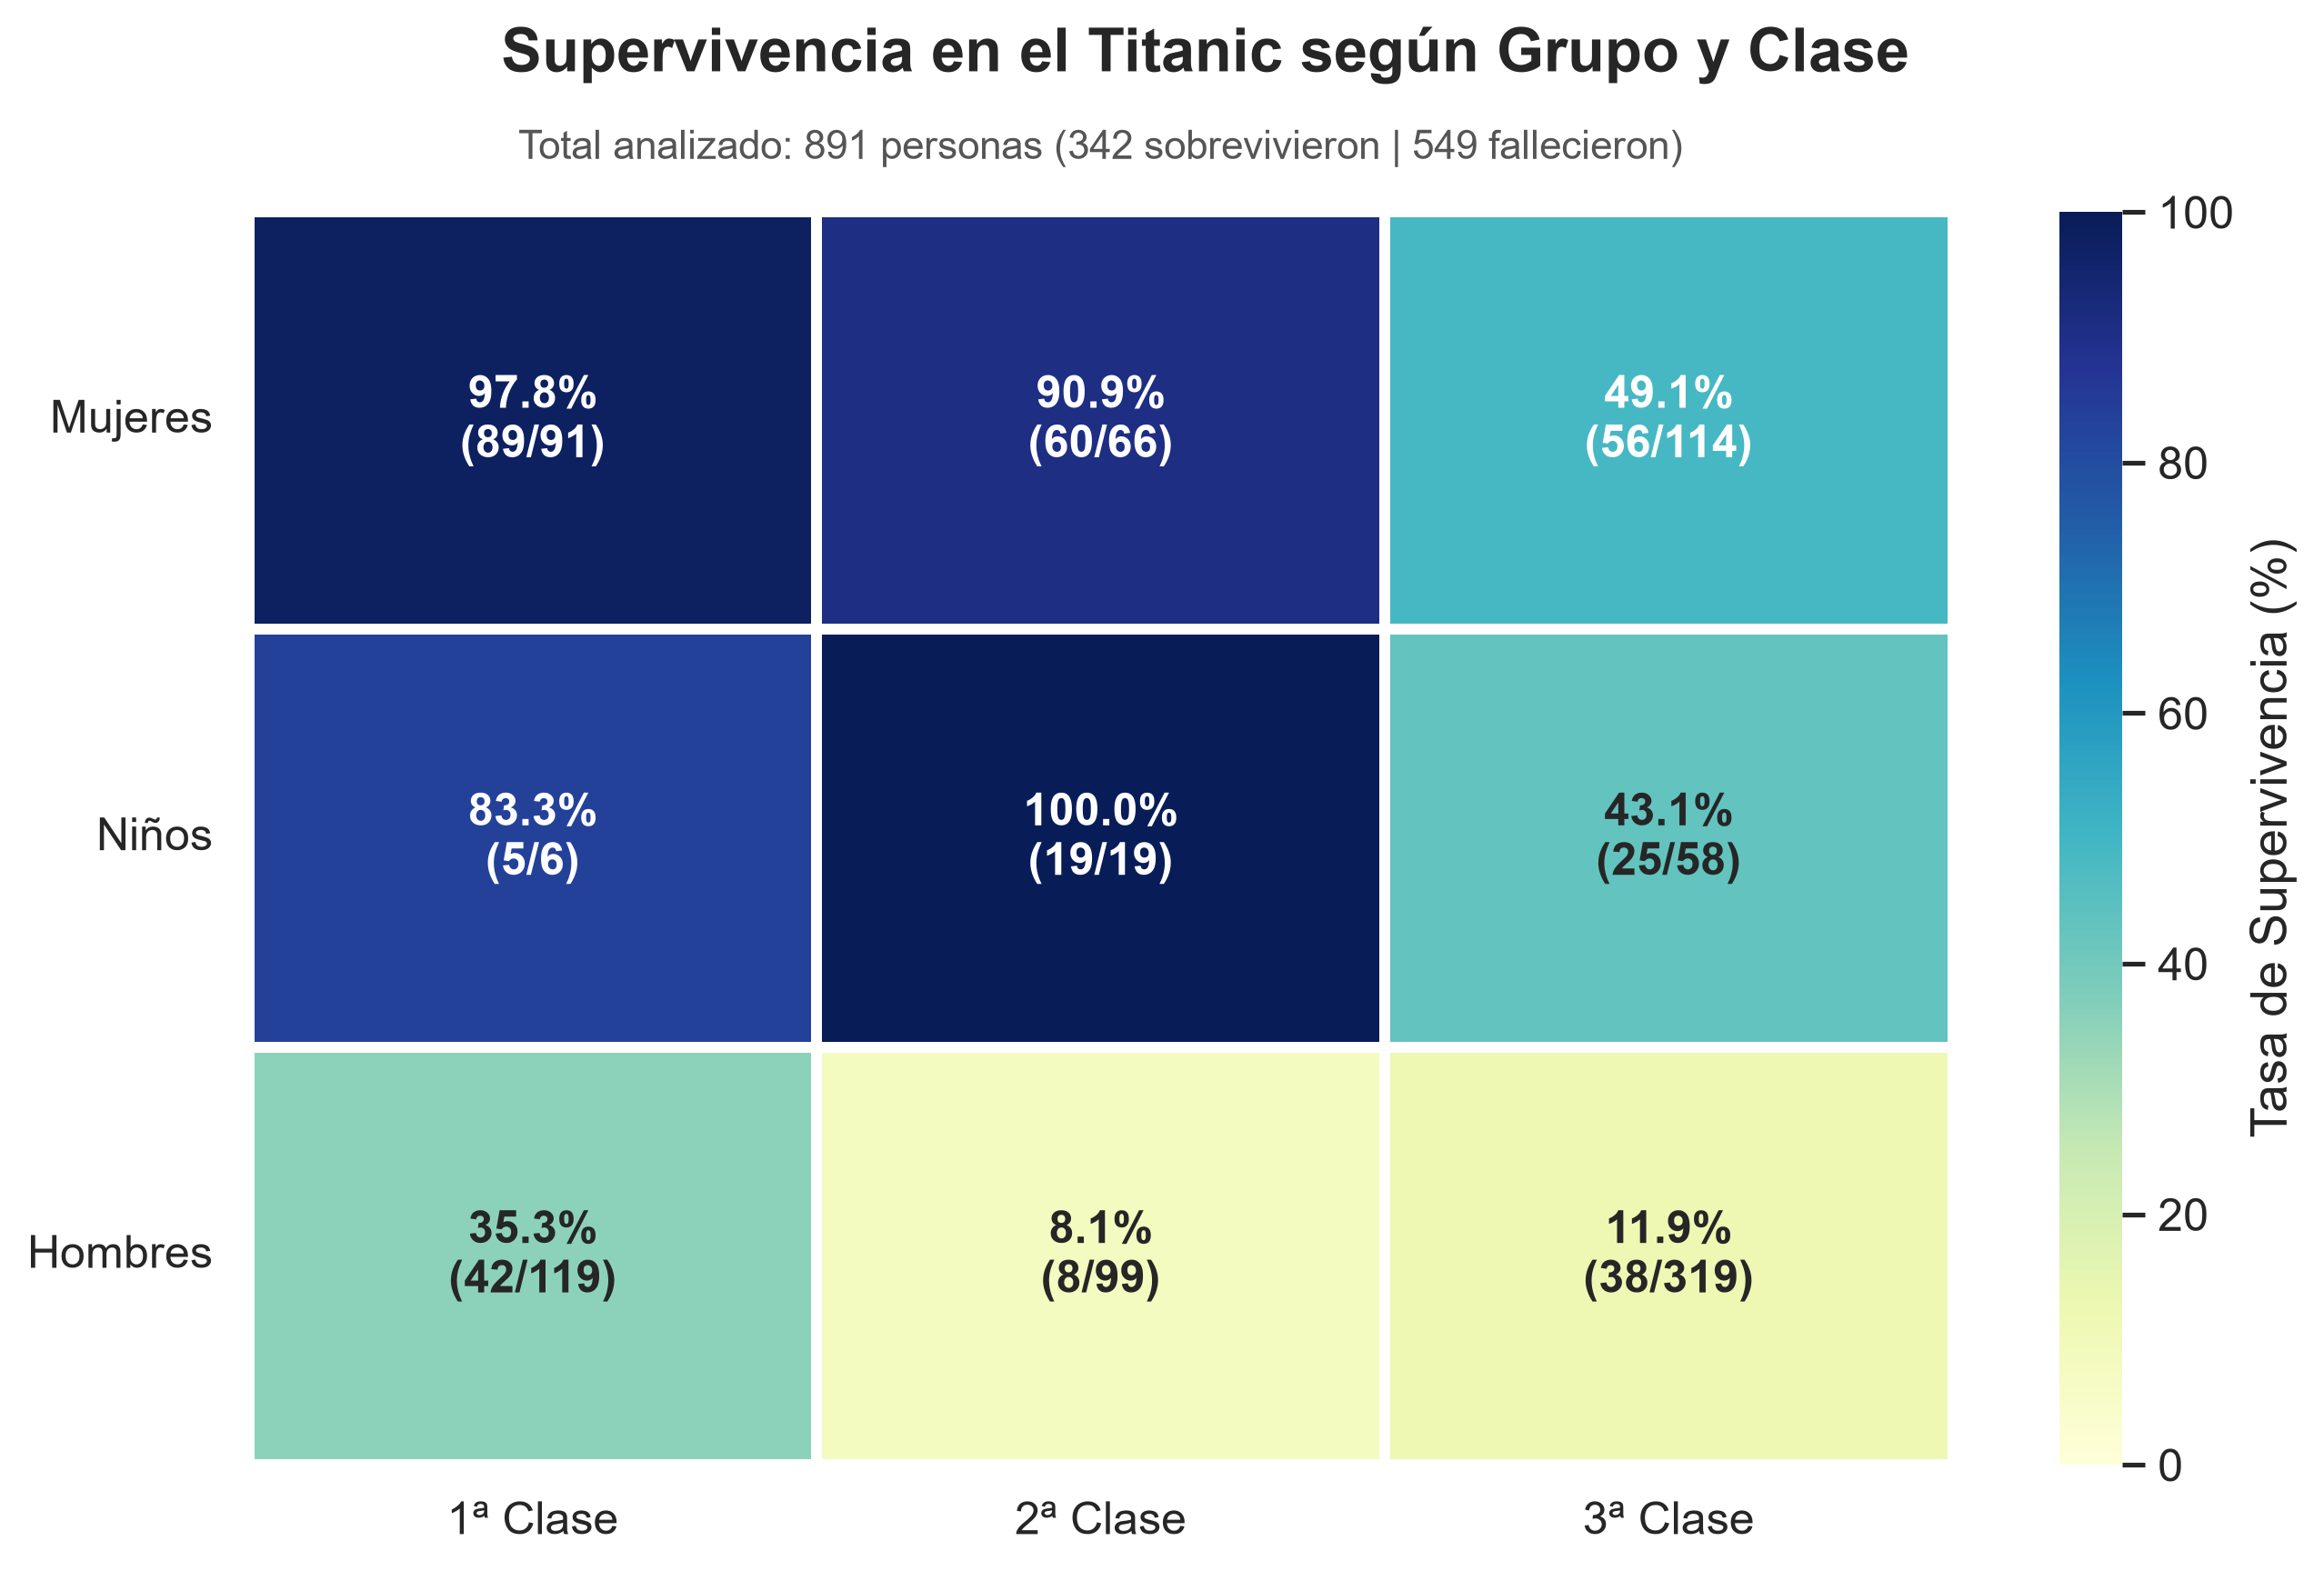 Supervivencia en el Titanic según Grupo y Clase
Total analizado: 891 personas (342 sobrevivieron | 549 fallecieron)
Mujeres
97.8%
(89/91)
90.9%
(60/66)
49.1%
(56/114)
Niños
83.3%
(5/6)
100.0%
(19/19)
43.1%
(25/58)
Hombres
35.3%
(42/119)
8.1%
(8/99)
11.9%
(38/319)
1ª Clase
2ª Clase
3ª Clase
100
80
60
40
20
0
Tasa de Supervivencia (%)